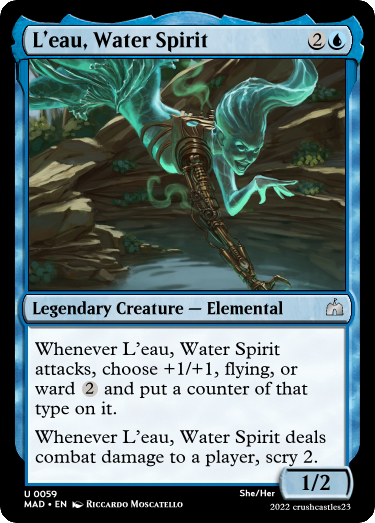 L'eau, Water Spirit 2
Legendary Creature — Elemental
Whenever L'eau, Water Spirit
attacks, choose +1/+1, flying, or
ward 2 and put a counter of that
type on it.
Whenever L'eau, Water Spirit deals
combat damage to a player, scry 2.
1/2
U 0059 She/Her
MAD • EN Riccardo Moscatello 2022 crushcastles23